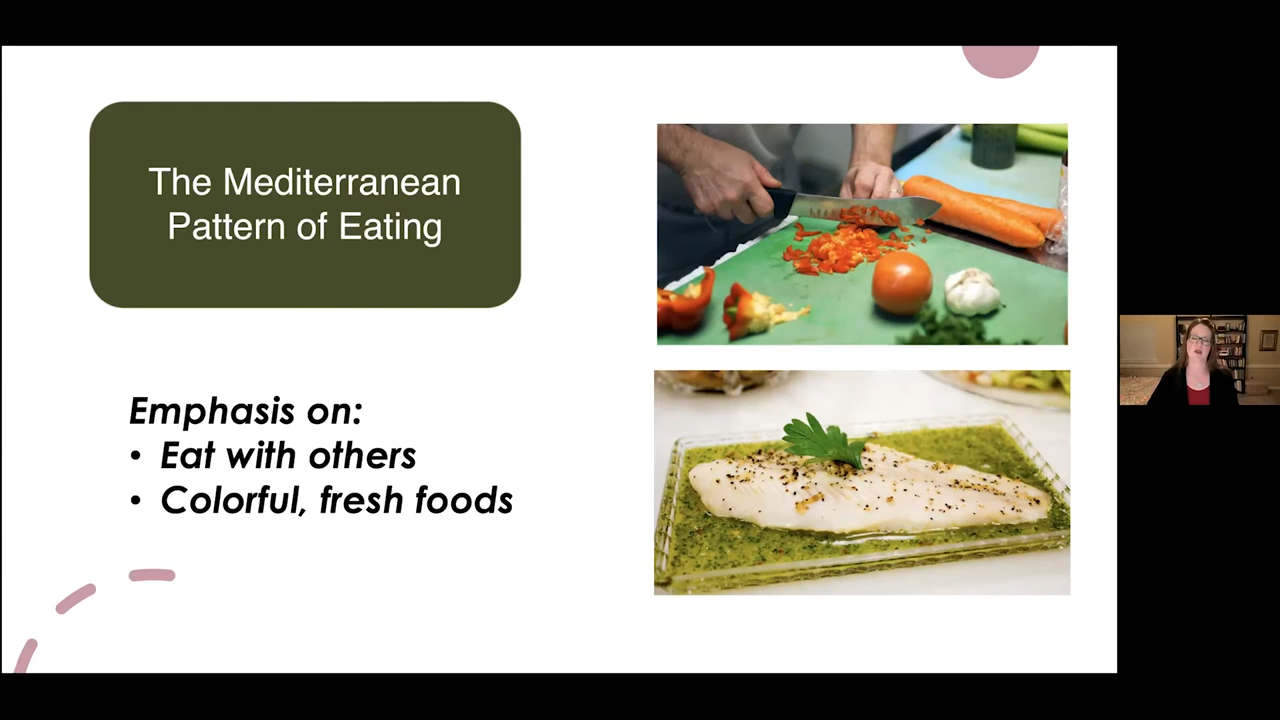 The Mediterranean
Pattern of Eating
Emphasis on:
• Eat with others
• Colorful, fresh foods